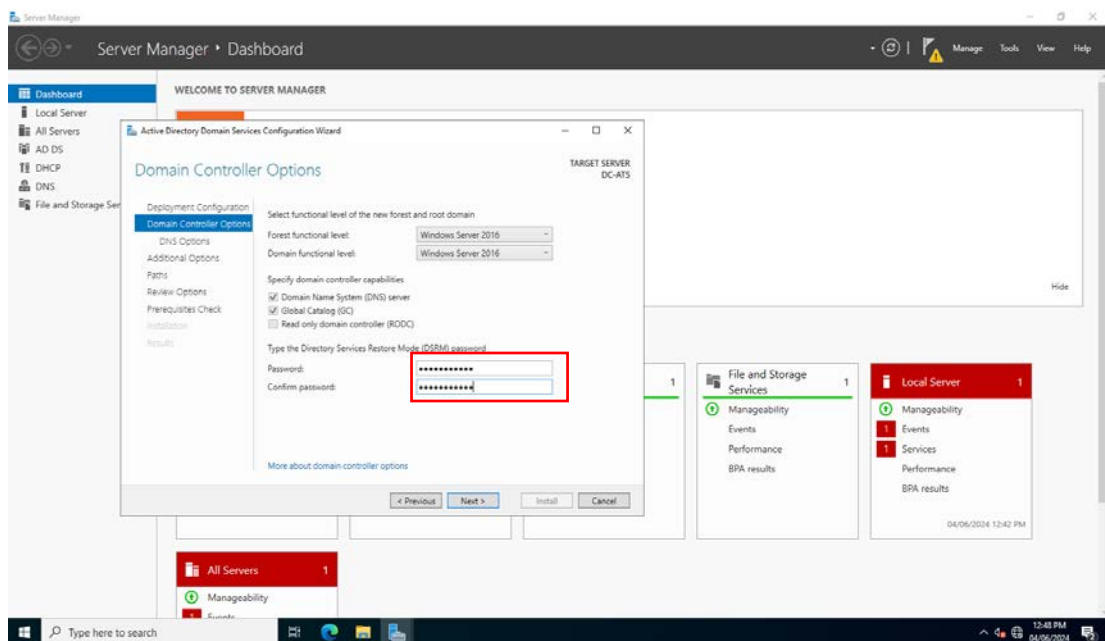 Server Manager
Server Manager • Dashboard
Manage Tools View Help
Dashboard
Local Server
All Servers
AD DS
DHCP
DNS
File and Storage Ser
WELCOME TO SERVER MANAGER
Active Directory Domain Services Configuration Wizard
Domain Controller Options
TARGET SERVER
DC-ATS
Deployment Configuration
Domain Controller Options
DNS Options
Additional Options
Paths
Review Options
Prerequisites Check
Installation
Results
Select functional level of the new forest and root domain
Forest functional level: Windows Server 2016
Domain functional level: Windows Server 2016
Specify domain controller capabilities
Domain Name System (DNS) server
Global Catalog (GC)
Read only domain controller (RODC)
Type the Directory Services Restore Mode (DSRM) password
Password: •••••••••••
Confirm password: •••••••••••
More about domain controller options
< Previous Next > Install Cancel
Hide
1
File and Storage
Services 1
Manageability
Events
Performance
BPA results
Local Server 1
Manageability
1 Events
1 Services
Performance
BPA results
04/06/2024 12:42 PM
All Servers 1
Manageability
1 Events
Type here to search
12:48 PM
04/06/2024
2